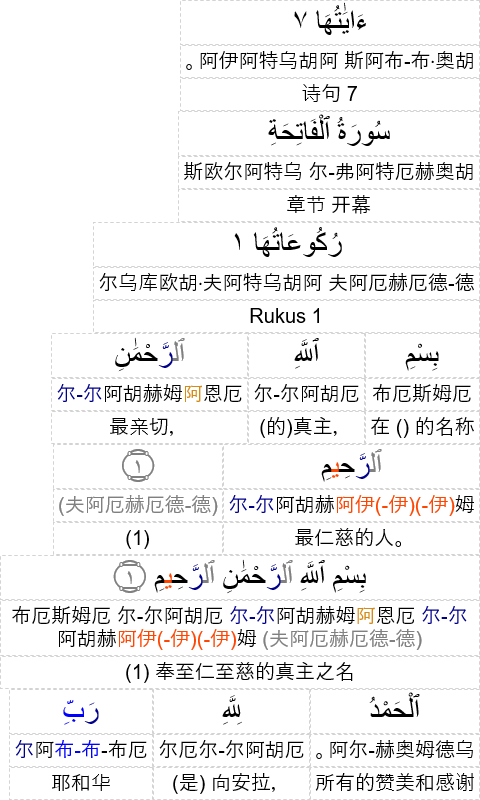 ءَايَٰتُهَا ٧
阿伊阿特乌胡阿 斯阿布-布·奥胡。
诗句 7
سُورَةُ ٱلْفَاتِحَةِ
斯欧尔阿特乌 尔-弗阿特厄赫奥胡
章节 开幕
رُكُوعَاتُهَا ١
尔乌库欧胡·夫阿特乌胡阿 夫阿厄赫厄德-德
Rukus 1
بِسْمِ ٱللَّهِ ٱلرَّحْمَٰنِ
布厄斯姆厄 尔-尔阿胡厄 尔-尔阿胡赫姆阿恩厄
在 () 的名称 (的)真主, 最亲切,
ٱلرَّحِيمِ ١
尔-尔阿胡赫阿伊(-伊)(-伊)姆 (夫阿厄赫厄德-德)
最仁慈的人。 (1)
بِسْمِ ٱللَّهِ ٱلرَّحْمَٰنِ ٱلرَّحِيمِ ١
布厄斯姆厄 尔-尔阿胡厄 尔-尔阿胡赫姆阿恩厄 尔-尔
阿胡赫阿伊(-伊)(-伊)姆 (夫阿厄赫厄德-德)
(1) 奉至仁至慈的真主之名
ٱلْحَمْدُ لِلَّهِ رَبِّ
阿尔-赫奥姆德乌。 尔厄尔-尔阿胡厄 尔阿布-布-布厄
所有的赞美和感谢 (是) 向安拉, 耶和华